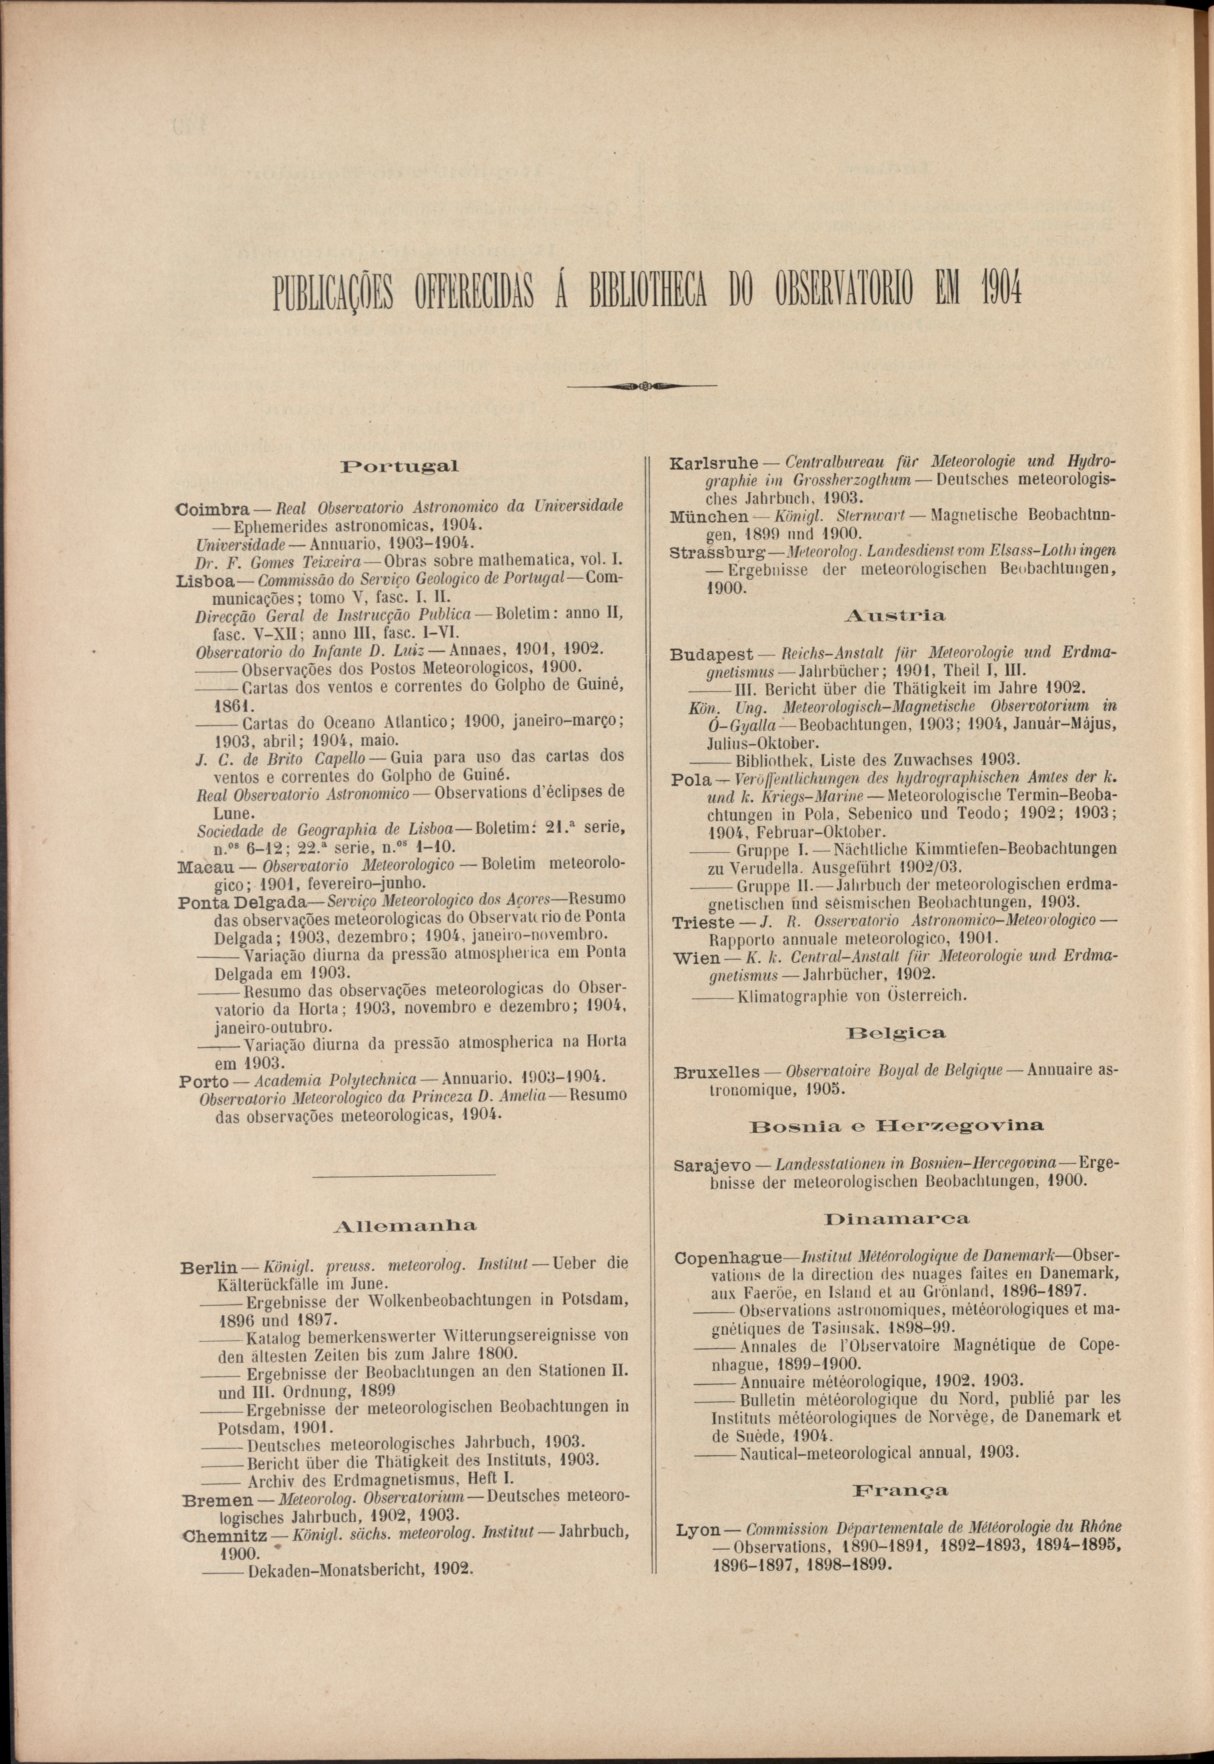 PUBLICAÇÕES OFFERECIDAS Á BIBLIOTHECA DO OBSERVATORIO EM 1904
Portugal
Coimbra — Real Observatorio Astronomico da Universidade
— Ephemerides astronomicas, 1904.
Universidade — Annuario, 1903-1904.
Dr. F. Gomes Teixeira — Obras sobre mathematica, vol. I.
Lisboa — Commissão do Serviço Geologico de Portugal — Com-
municações; tomo V, fasc. I, II.
Direcção Geral de Instrucção Publica — Boletim: anno II,
fasc. V-XII; anno III, fasc. I-VI.
Observatorio do Infante D. Luiz — Annaes, 1901, 1902.
—— Observações dos Postos Meteorologicos, 1900.
—— Cartas dos ventos e correntes do Golpho de Guiné,
1861.
—— Cartas do Oceano Atlantico; 1900, janeiro-março;
1903, abril; 1904, maio.
J. C. de Brito Capello — Guia para uso das cartas dos
ventos e correntes do Golpho de Guiné.
Real Observatorio Astronomico — Observations d'éclipses de
Lune.
Sociedade de Geographia de Lisboa — Boletim: 21.ª serie,
n.os 6-12; 22.ª serie, n.os 1-10.
Macau — Observatorio Meteorologico — Boletim meteorolo-
gico; 1901, fevereiro-junho.
Ponta Delgada — Serviço Meteorologico dos Açores — Resumo
das observações meteorologicas do Observatorio de Ponta
Delgada; 1903, dezembro; 1904, janeiro-novembro.
—— Variação diurna da pressão atmospherica em Ponta
Delgada em 1903.
—— Resumo das observações meteorologicas do Obser-
vatorio da Horta; 1903, novembro e dezembro; 1904,
janeiro-outubro.
—— Variação diurna da pressão atmospherica na Horta
em 1903.
Porto — Academia Polytechnica — Annuario. 1903-1904.
Observatorio Meteorologico da Princeza D. Amelia — Resumo
das observações meteorologicas, 1904.
Allemanha
Berlin — Königl. preuss. meteorolog. Institut — Ueber die
Kälterückfälle im June.
—— Ergebnisse der Wolkenbeobachtungen in Potsdam,
1896 und 1897.
—— Katalog bemerkenswerter Witterungsereignisse von
den ältesten Zeiten bis zum Jahre 1800.
—— Ergebnisse der Beobachtungen an den Stationen II.
und III. Ordnung, 1899
—— Ergebnisse der meteorologischen Beobachtungen in
Potsdam, 1901.
—— Deutsches meteorologisches Jahrbuch, 1903.
—— Bericht über die Thätigkeit des Instituts, 1903.
—— Archiv des Erdmagnetismus, Heft I.
Bremen — Meteorolog. Observatorium — Deutsches meteoro-
logisches Jahrbuch, 1902, 1903.
Chemnitz — Königl. sächs. meteorolog. Institut — Jahrbuch,
1900.
—— Dekaden-Monatsbericht, 1902.
Karlsruhe — Centralbureau für Meteorologie und Hydro-
graphie im Grossherzogthum — Deutsches meteorologis-
ches Jahrbuch, 1903.
München — Königl. Sternwart — Magnetische Beobachtun-
gen, 1899 und 1900.
Strassburg — Meteorolog. Landesdienst vom Elsass-Lothringen
— Ergebnisse der meteorologischen Beobachtungen,
1900.
Austria
Budapest — Reichs-Anstalt für Meteorologie und Erdma-
gnetismus — Jahrbücher; 1901, Theil I, III.
—— III. Bericht über die Thätigkeit im Jahre 1902.
Kön. Ung. Meteorologisch-Magnetische Observotorium in
Ó-Gyalla — Beobachtungen, 1903; 1904, Január-Május,
Julius-Oktober.
—— Bibliothek, Liste des Zuwachses 1903.
Pola — Veröffentlichungen des hydrographischen Amtes der k.
und k. Kriegs-Marine — Meteorologische Termin-Beoba-
chtungen in Pola, Sebenico und Teodo; 1902; 1903;
1904, Februar-Oktober.
—— Gruppe I. — Nächtliche Kimmtiefen-Beobachtungen
zu Verudella. Ausgeführt 1902/03.
—— Gruppe II. — Jahrbuch der meteorologischen erdma-
gnetischen und seismischen Beobachtungen, 1903.
Trieste — J. R. Osservatorio Astronomico-Meteorologico —
Rapporto annuale meteorologico, 1901.
Wien — K. k. Central-Anstalt für Meteorologie und Erdma-
gnetismus — Jahrbücher, 1902.
—— Klimatographie von Österreich.
Belgica
Bruxelles — Observatoire Boyal de Belgique — Annuaire as-
tronomique, 1905.
Bosnia e Herzegovina
Sarajevo — Landesstationen in Bosnien-Hercegovina — Erge-
bnisse der meteorologischen Beobachtungen, 1900.
Dinamarca
Copenhague — Institut Météorologique de Danemark — Obser-
vations de la direction des nuages faites en Danemark,
aux Faeröe, en Island et au Grönland, 1896-1897.
—— Observations astronomiques, météorologiques et ma-
gnétiques de Tasiusak. 1898-99.
—— Annales de l'Observatoire Magnétique de Cope-
nhague, 1899-1900.
—— Annuaire météorologique, 1902, 1903.
—— Bulletin météorologique du Nord, publié par les
Instituts météorologiques de Norvège, de Danemark et
de Suède, 1904.
—— Nautical-meteorological annual, 1903.
França
Lyon — Commission Départementale de Météorologie du Rhône
— Observations, 1890-1891, 1892-1893, 1894-1895,
1896-1897, 1898-1899.